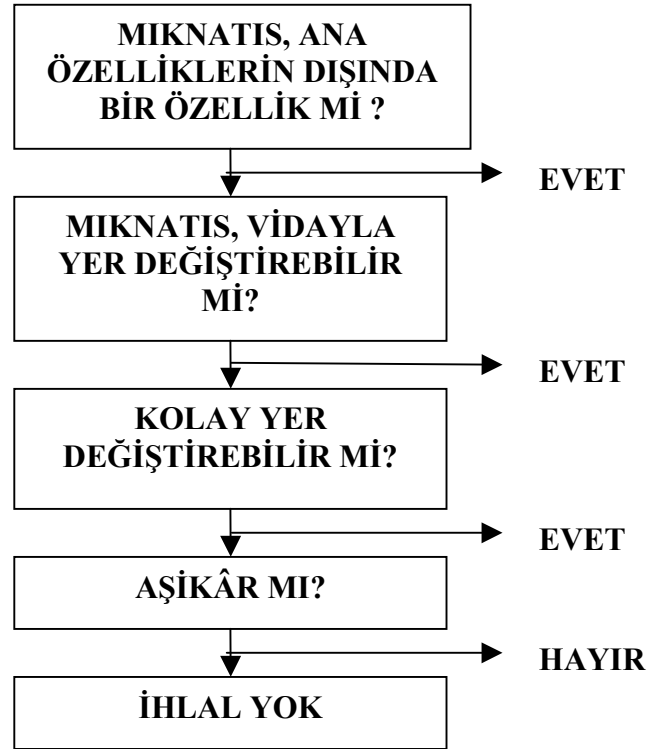 MIKNATIS, ANA
ÖZELLİKLERİN DIŞINDA
BİR ÖZELLİK Mİ ?
EVET
MIKNATIS, VİDAYLA
YER DEĞİŞTİREBİLİR
Mİ?
EVET
KOLAY YER
DEĞİŞTİREBİLİR Mİ?
EVET
AŞİKÂR MI?
HAYIR
İHLAL YOK